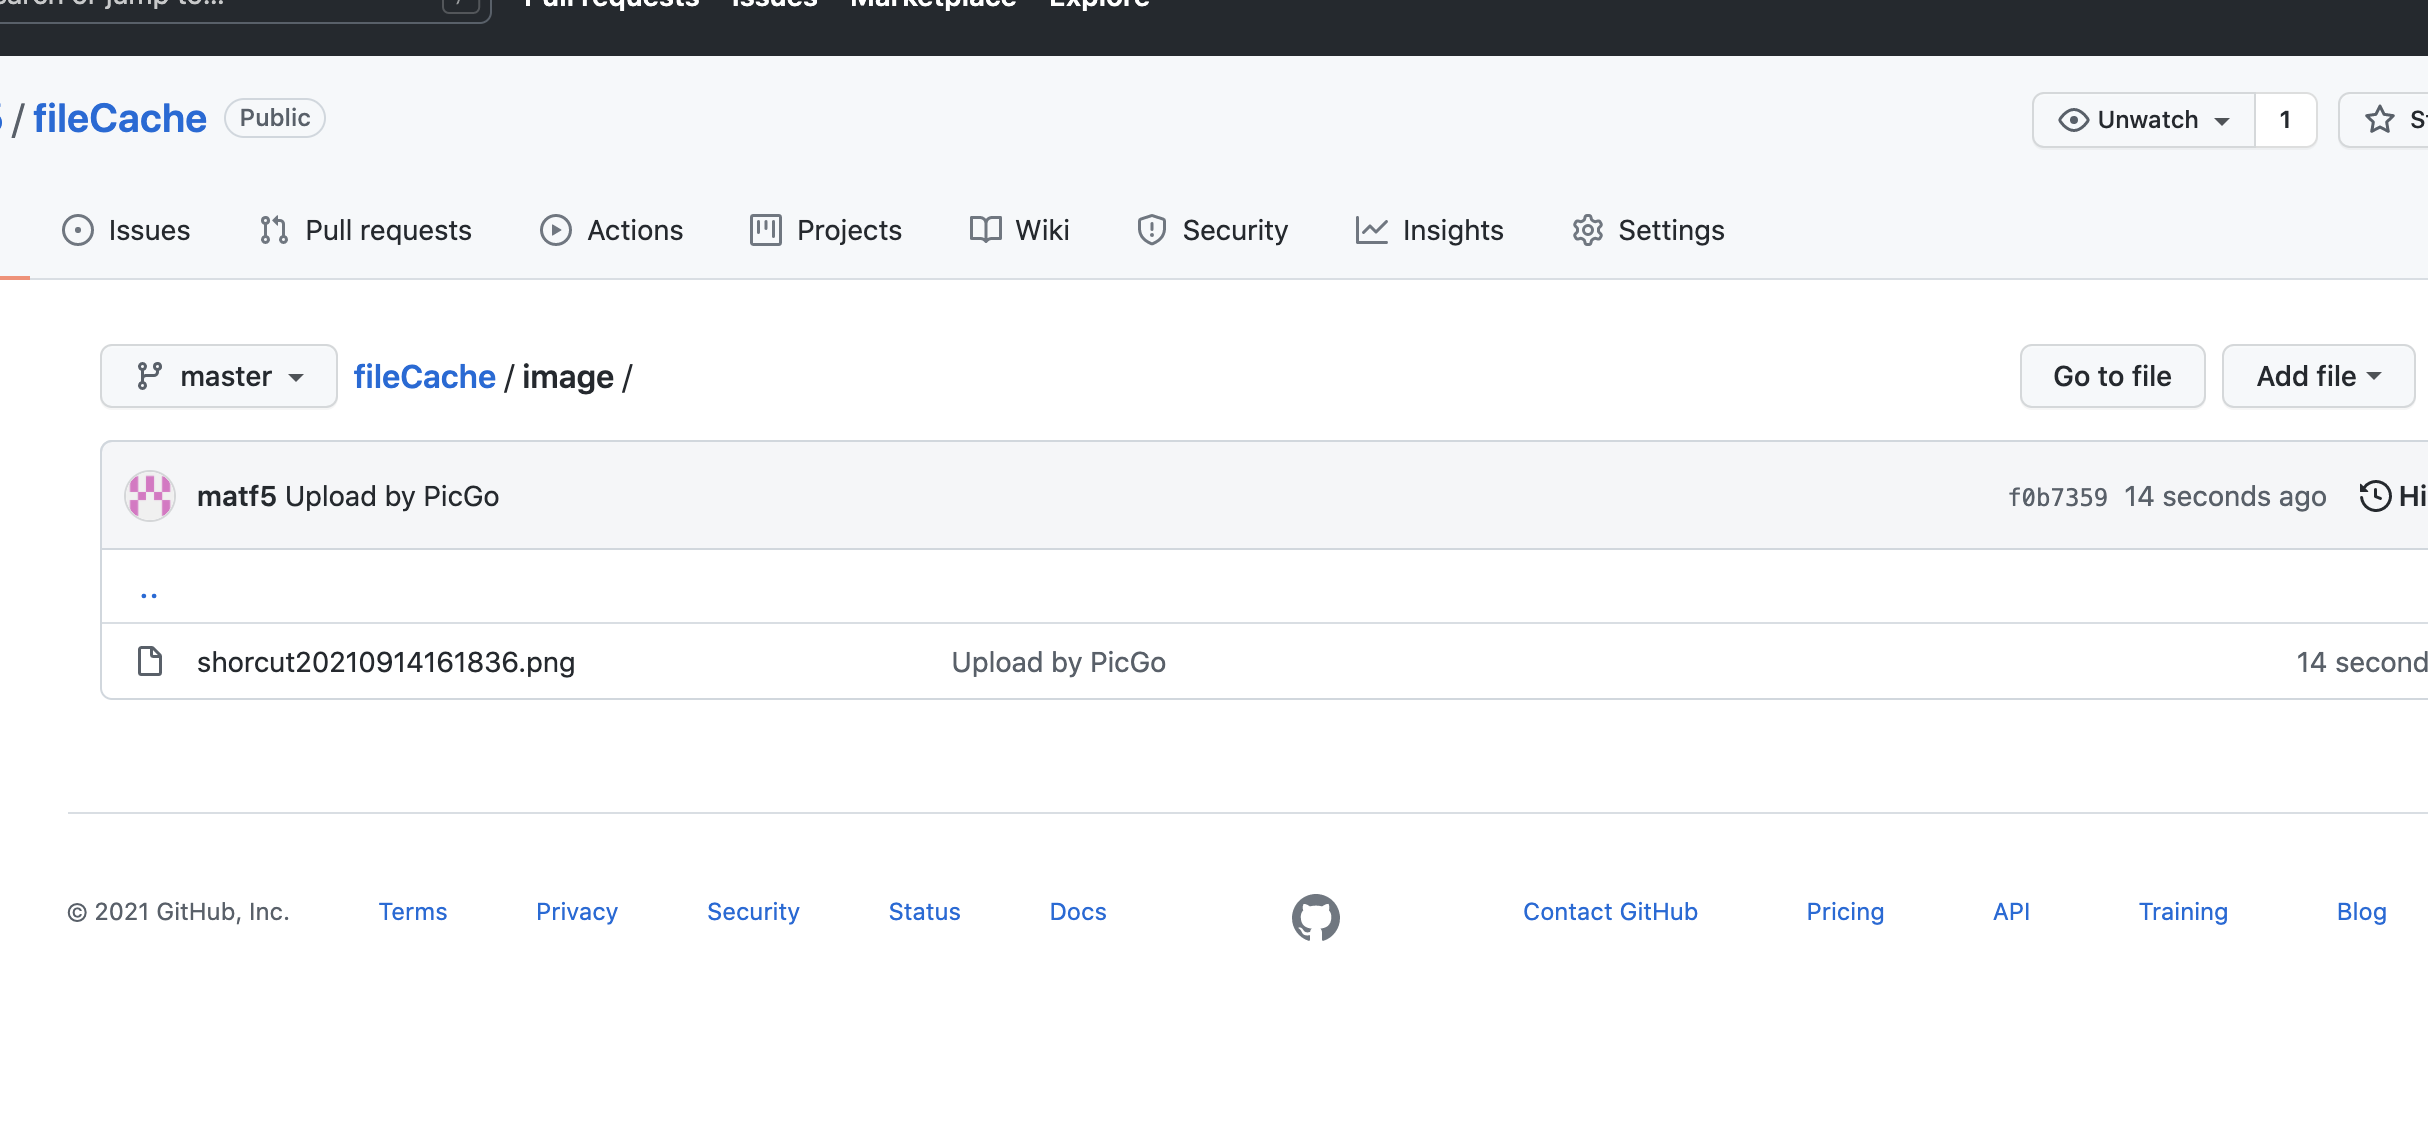 Pull requests Issues Marketplace Explore
/ fileCache Public
Unwatch 1
Issues Pull requests Actions Projects Wiki Security Insights Settings
master fileCache / image / Go to file Add file
matf5 Upload by PicGo f0b7359 14 seconds ago Hi
..
shorcut20210914161836.png Upload by PicGo 14 second
© 2021 GitHub, Inc. Terms Privacy Security Status Docs Contact GitHub Pricing API Training Blog